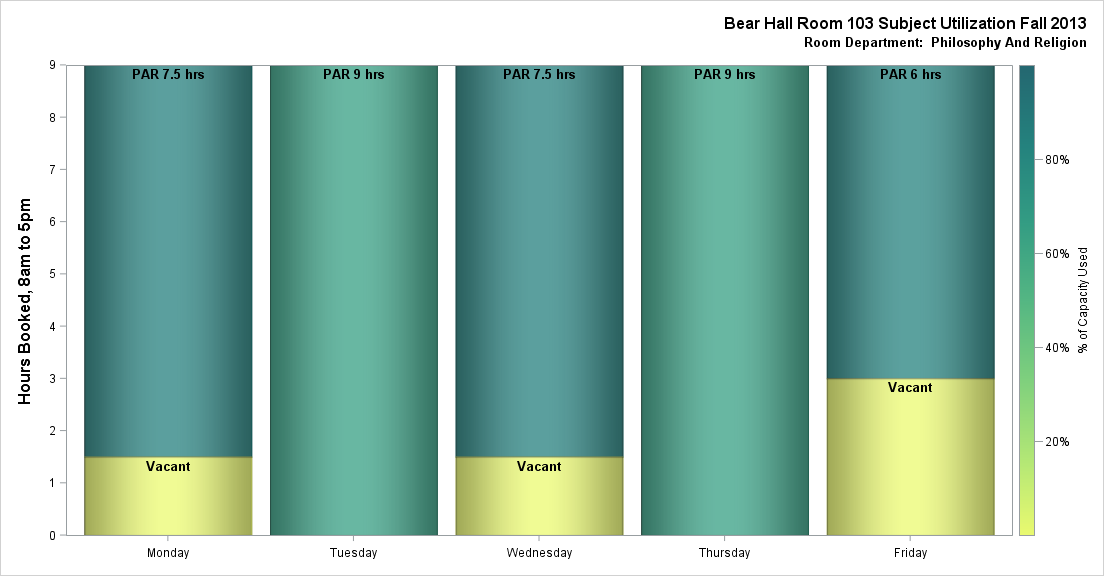 Bear Hall Room 103 Subject Utilization Fall 2013
Room Department:  Philosophy And Religion
Hours Booked, 8am to 5pm
9
8
7
6
5
4
3
2
1
0
PAR 7.5 hrs
Vacant
PAR 9 hrs
PAR 7.5 hrs
Vacant
PAR 9 hrs
PAR 6 hrs
Vacant
Monday
Tuesday
Wednesday
Thursday
Friday
80%
60%
40%
20%
% of Capacity Used